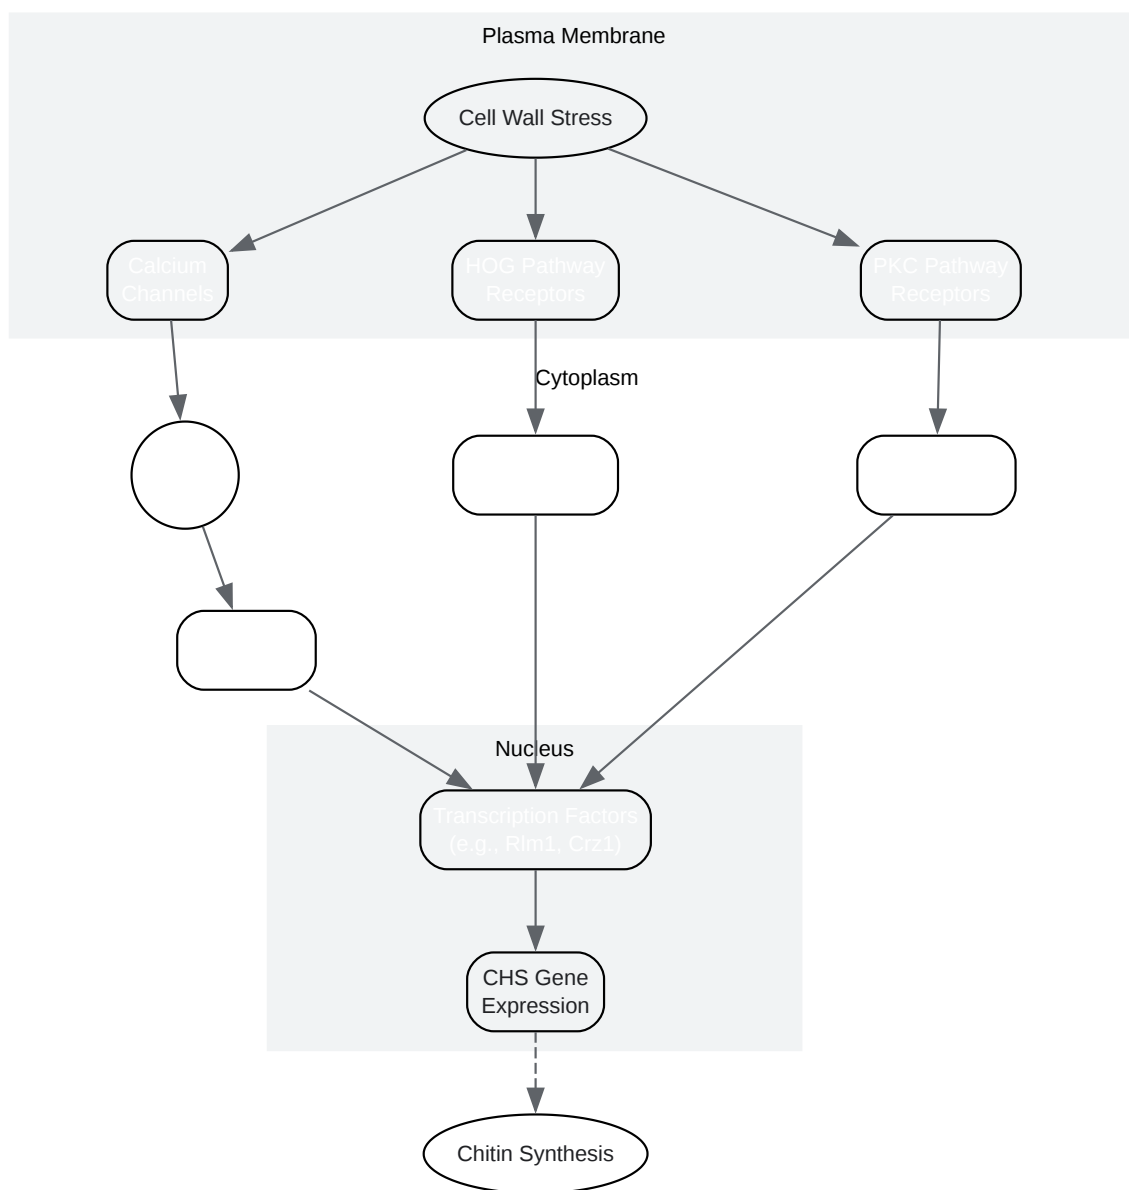 Plasma Membrane
Cell Wall Stress
Calcium
Channels
HOG Pathway
Receptors
PKC Pathway
Receptors
Cytoplasm
Nucleus
Transcription Factors
(e.g., Rlm1, Crz1)
CHS Gene
Expression
Chitin Synthesis